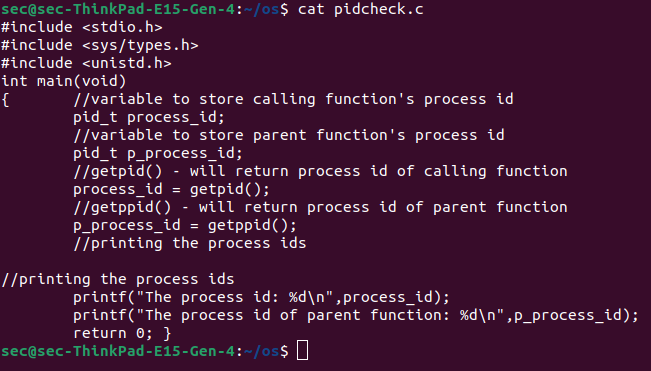 sec@sec-ThinkPad-E15-Gen-4:~/os$ cat pidcheck.c
#include <stdio.h>
#include <sys/types.h>
#include <unistd.h>
int main(void)
{       //variable to store calling function's process id
        pid_t process_id;
        //variable to store parent function's process id
        pid_t p_process_id;
        //getpid() - will return process id of calling function
        process_id = getpid();
        //getppid() - will return process id of parent function
        p_process_id = getppid();
        //printing the process ids

//printing the process ids
        printf("The process id: %d\n",process_id);
        printf("The process id of parent function: %d\n",p_process_id);
        return 0; }
sec@sec-ThinkPad-E15-Gen-4:~/os$